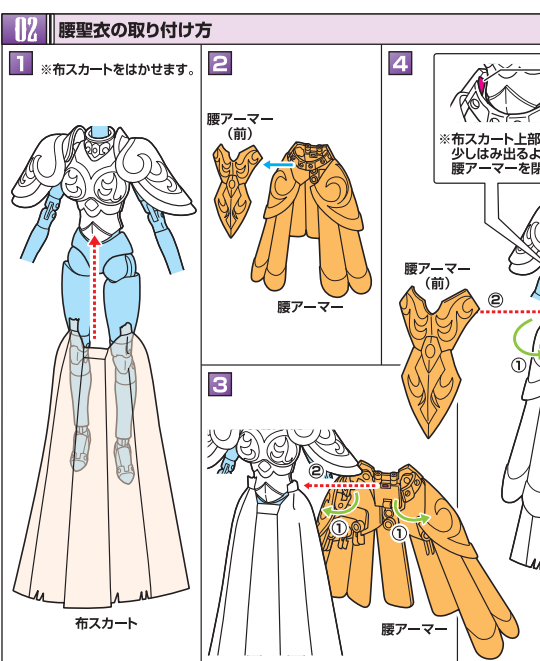 02 腰聖衣の取り付け方
1 ※布スカートをはかせます。
布スカート
2
腰アーマー
（前）
腰アーマー
3
②
①
①
腰アーマー
4
※布スカート上部
少しはみ出るよ
腰アーマーを閉
腰アーマー
（前）
②
①